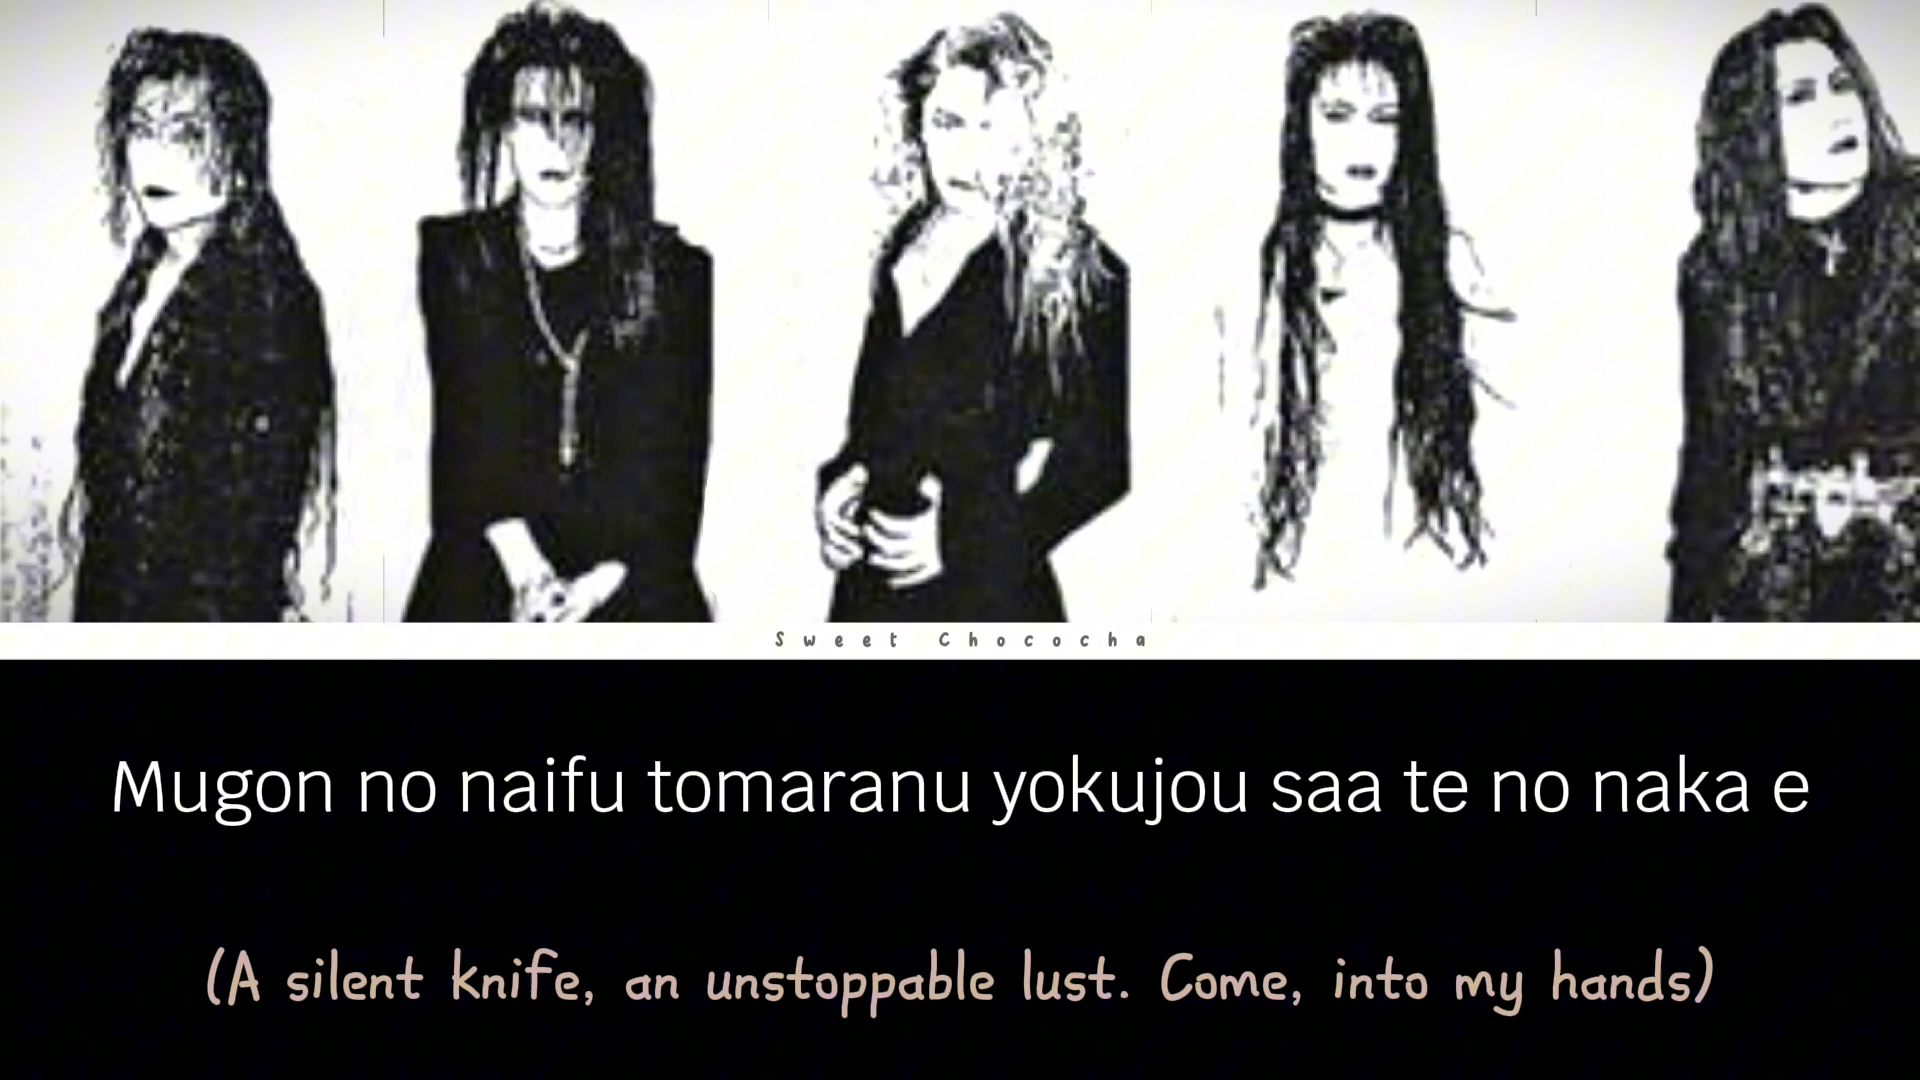 Sweet Chococha
Mugon no naifu tomaranu yokujou saa te no naka e
(A silent knife, an unstoppable lust. Come, into my hands)